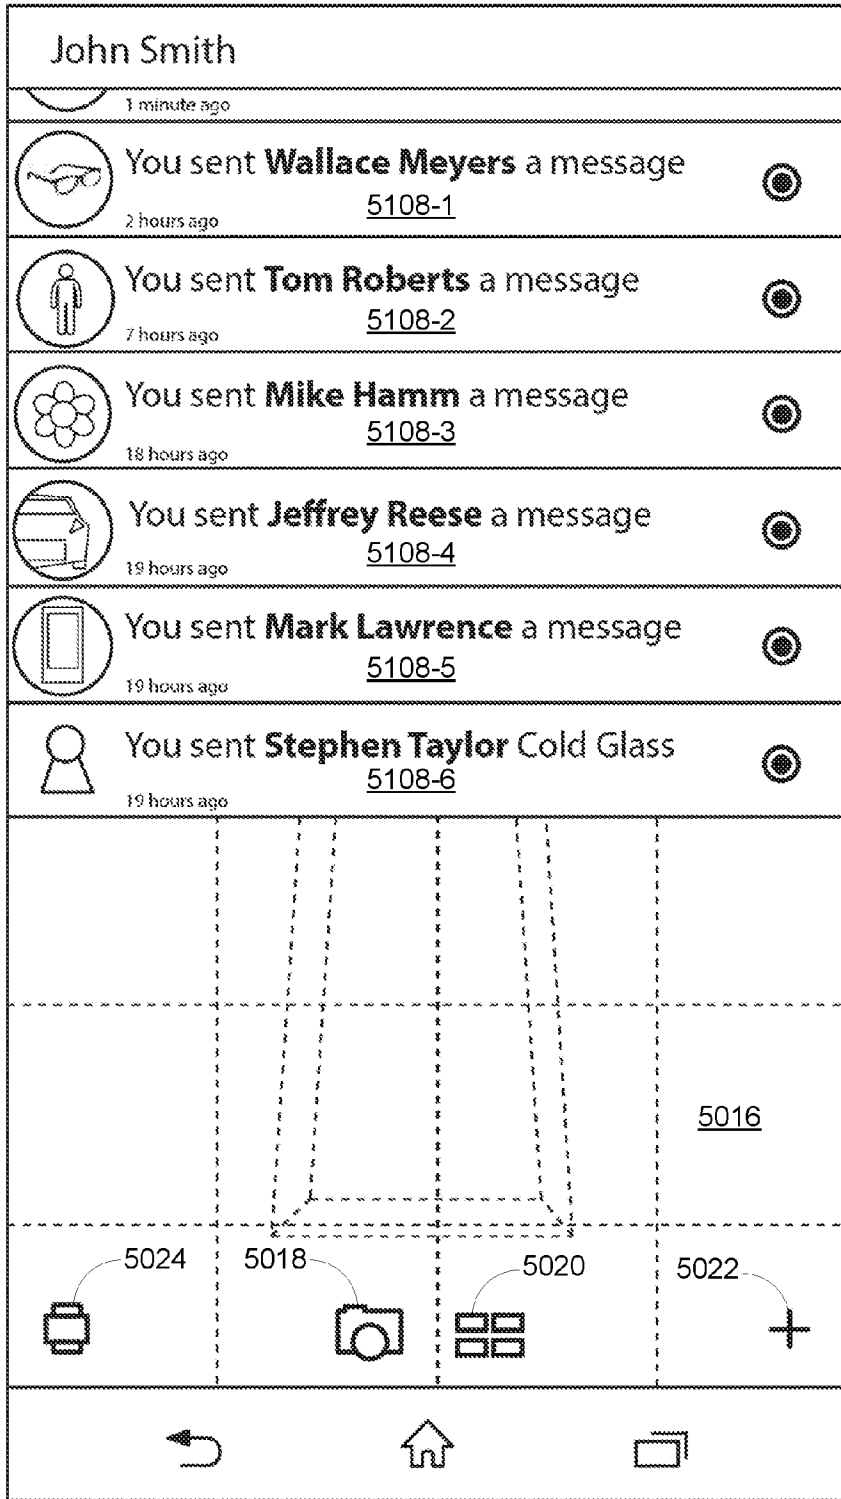 John Smith
1 minute ago
You sent Wallace Meyers a message
5108-1
2 hours ago
You sent Tom Roberts a message
5108-2
7 hours ago
You sent Mike Hamm a message
5108-3
18 hours ago
You sent Jeffrey Reese a message
5108-4
19 hours ago
You sent Mark Lawrence a message
5108-5
19 hours ago
You sent Stephen Taylor Cold Glass
5108-6
19 hours ago
5016
5024
5018
5020
5022